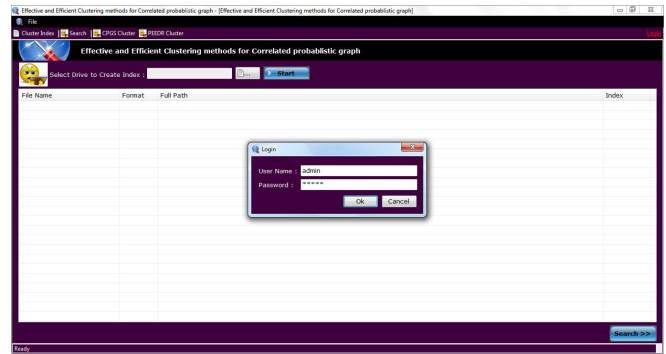 Effective and Efficient Clustering methods for Correlated probablistic graph - [Effective and Efficient Clustering methods for Correlated probablistic graph]
File
Cluster Index Search CPGS Cluster PEEDR Cluster Login
Effective and Efficient Clustering methods for Correlated probablistic graph
Select Drive to Create Index : ... Start
File Name Format Full Path Index
Login
User Name : admin
Password : *****
Ok Cancel
Search >>
Ready